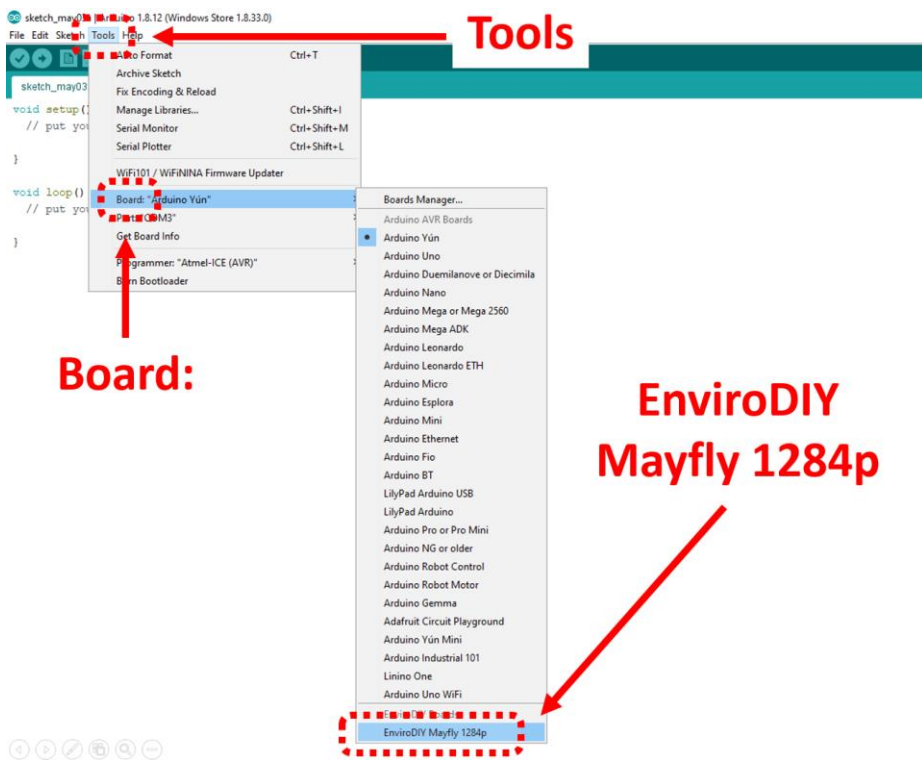 sketch_may03 | Arduino 1.8.12 (Windows Store 1.8.33.0)
File Edit Sketch Tools Help
Tools
Auto Format Ctrl+T
Archive Sketch
Fix Encoding & Reload
Manage Libraries... Ctrl+Shift+I
Serial Monitor Ctrl+Shift+M
Serial Plotter Ctrl+Shift+L
WiFi101 / WiFiNINA Firmware Updater
Board: "Arduino Yún"
Port: "COM3"
Get Board Info
Programmer: "Atmel-ICE (AVR)"
Burn Bootloader
sketch_may03
void setup()
// put you
}
void loop()
// put you
}
Board:
Boards Manager...
Arduino AVR Boards
Arduino Yún
Arduino Uno
Arduino Duemilanove or Diecimila
Arduino Nano
Arduino Mega or Mega 2560
Arduino Mega ADK
Arduino Leonardo
Arduino Leonardo ETH
Arduino Micro
Arduino Esplora
Arduino Mini
Arduino Ethernet
Arduino Fio
Arduino BT
LilyPad Arduino USB
LilyPad Arduino
Arduino Pro or Pro Mini
Arduino NG or older
Arduino Robot Control
Arduino Robot Motor
Arduino Gemma
Adafruit Circuit Playground
Arduino Yún Mini
Arduino Industrial 101
Linino One
Arduino Uno WiFi
EnviroDIY Boards
EnviroDIY Mayfly 1284p
EnviroDIY
Mayfly 1284p